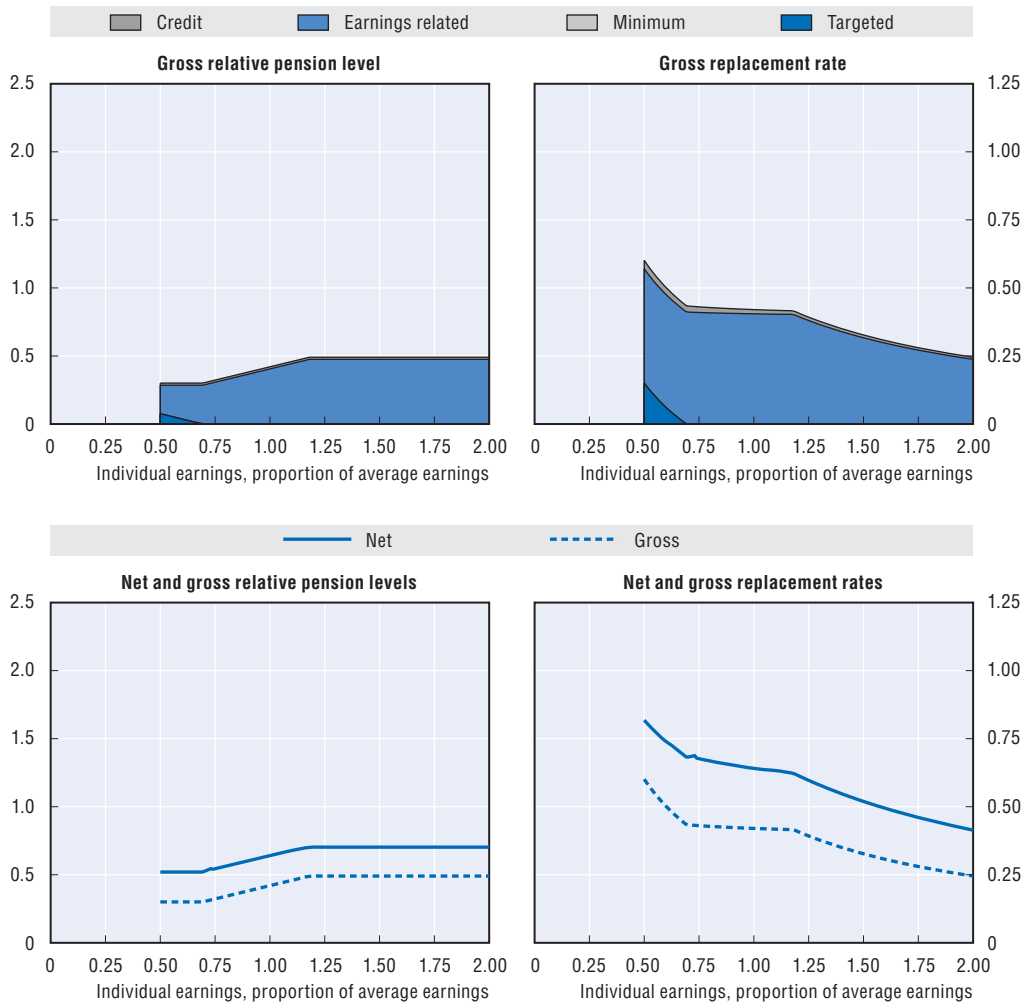 Credit Earnings related Minimum Targeted
Gross relative pension level
2.5
2.0
1.5
1.0
0.5
0
0 0.25 0.50 0.75 1.00 1.25 1.50 1.75 2.00
Individual earnings, proportion of average earnings
Gross replacement rate
1.25
1.00
0.75
0.50
0.25
0
0 0.25 0.50 0.75 1.00 1.25 1.50 1.75 2.00
Individual earnings, proportion of average earnings
Net Gross
Net and gross relative pension levels
2.5
2.0
1.5
1.0
0.5
0
0 0.25 0.50 0.75 1.00 1.25 1.50 1.75 2.00
Individual earnings, proportion of average earnings
Net and gross replacement rates
1.25
1.00
0.75
0.50
0.25
0
0 0.25 0.50 0.75 1.00 1.25 1.50 1.75 2.00
Individual earnings, proportion of average earnings